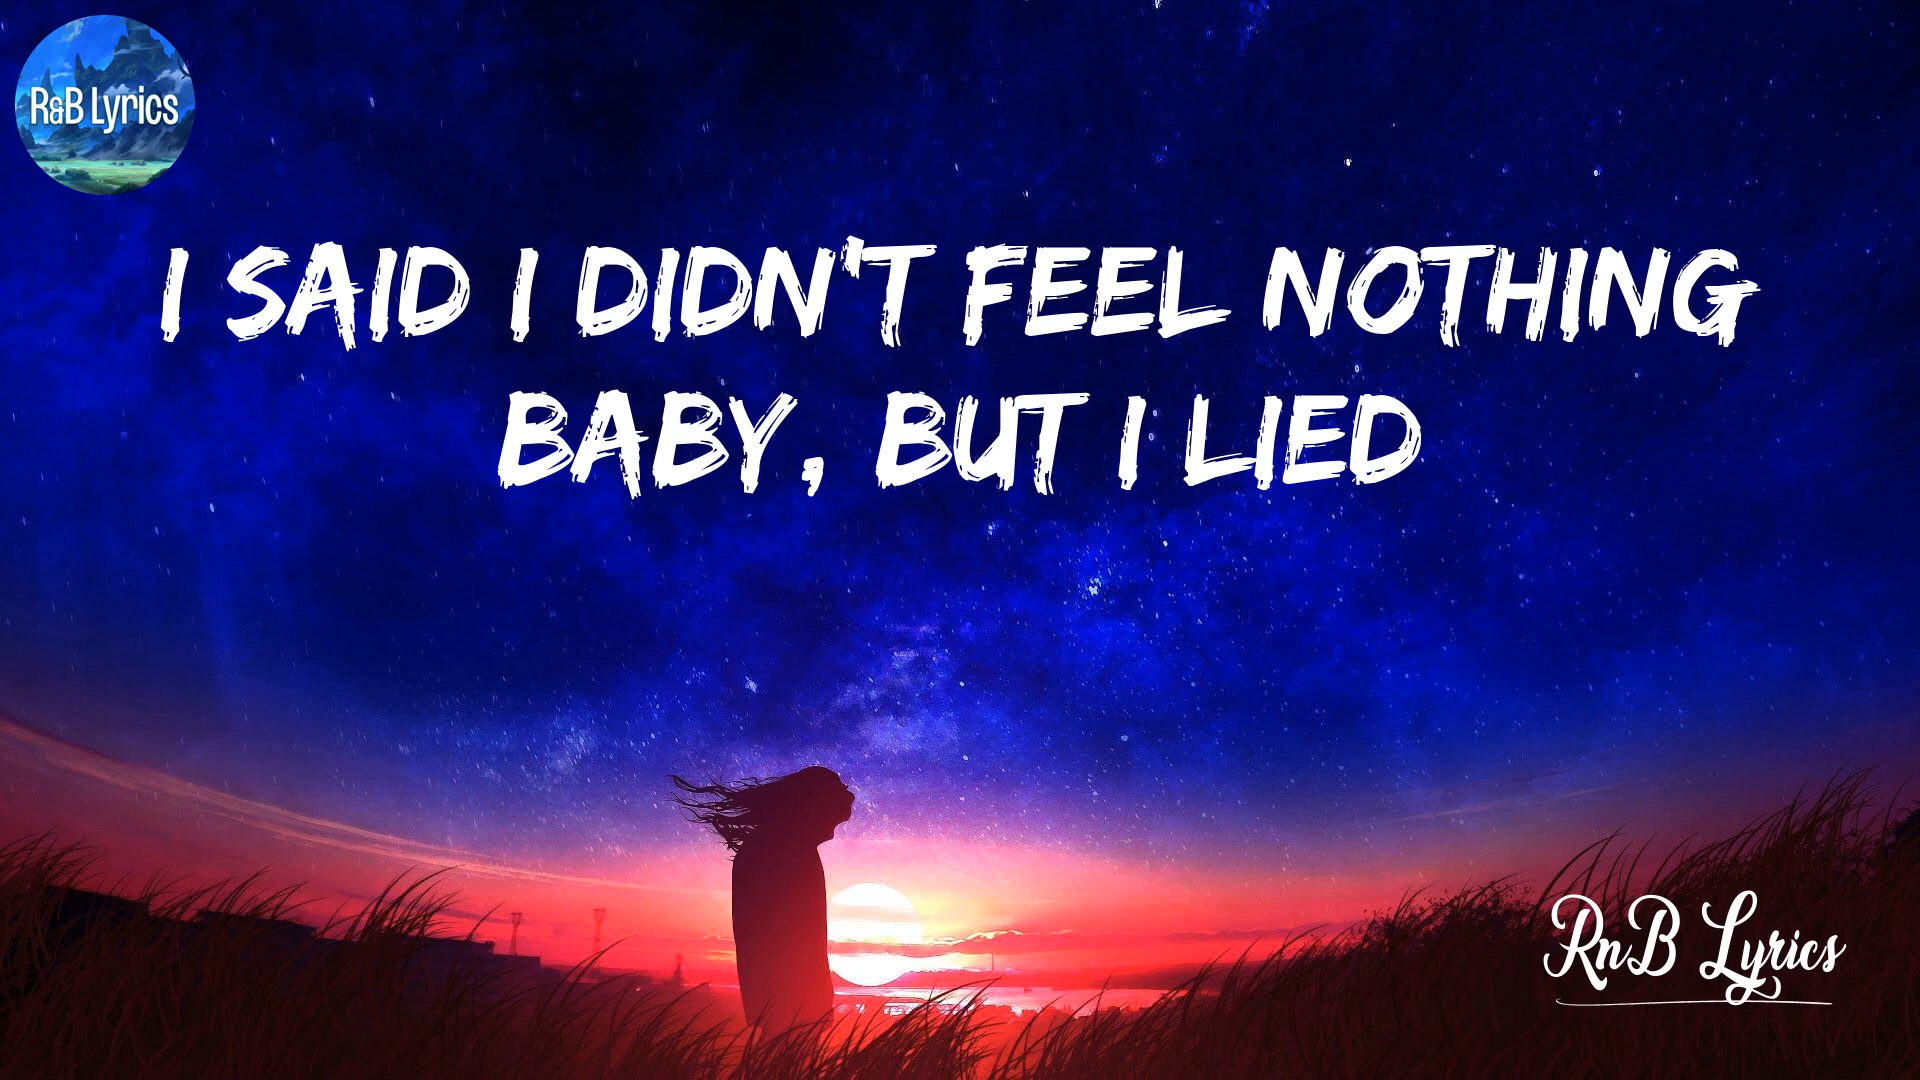 R&B Lyrics
I SAID I DIDN'T FEEL NOTHING
BABY, BUT I LIED
RnB Lyrics